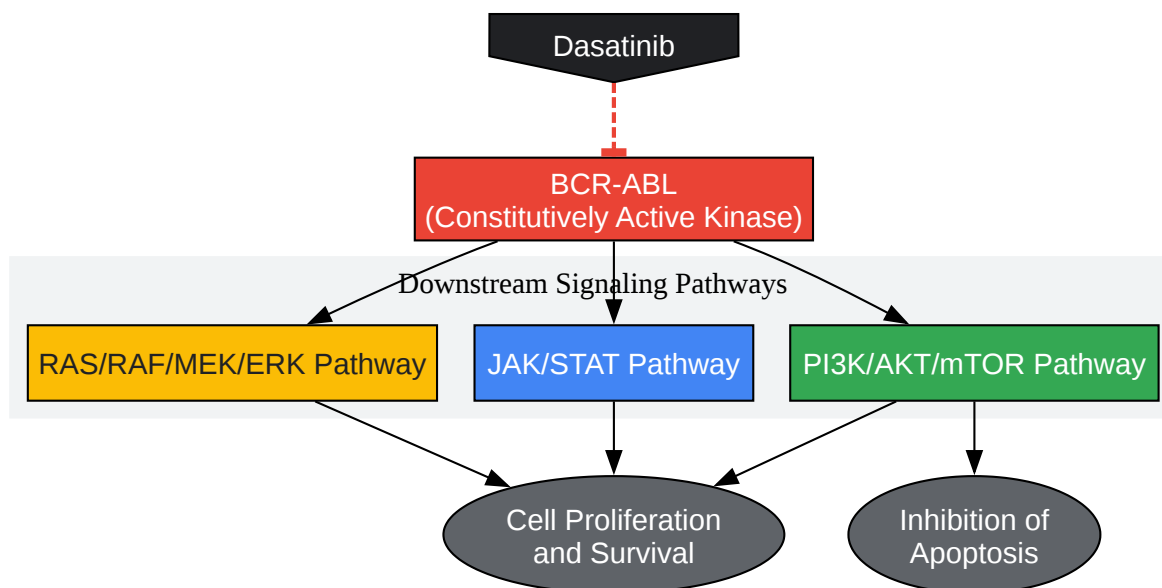 Dasatinib
BCR-ABL
(Constitutively Active Kinase)
Downstream Signaling Pathways
RAS/RAF/MEK/ERK Pathway
JAK/STAT Pathway
PI3K/AKT/mTOR Pathway
Cell Proliferation
and Survival
Inhibition of
Apoptosis